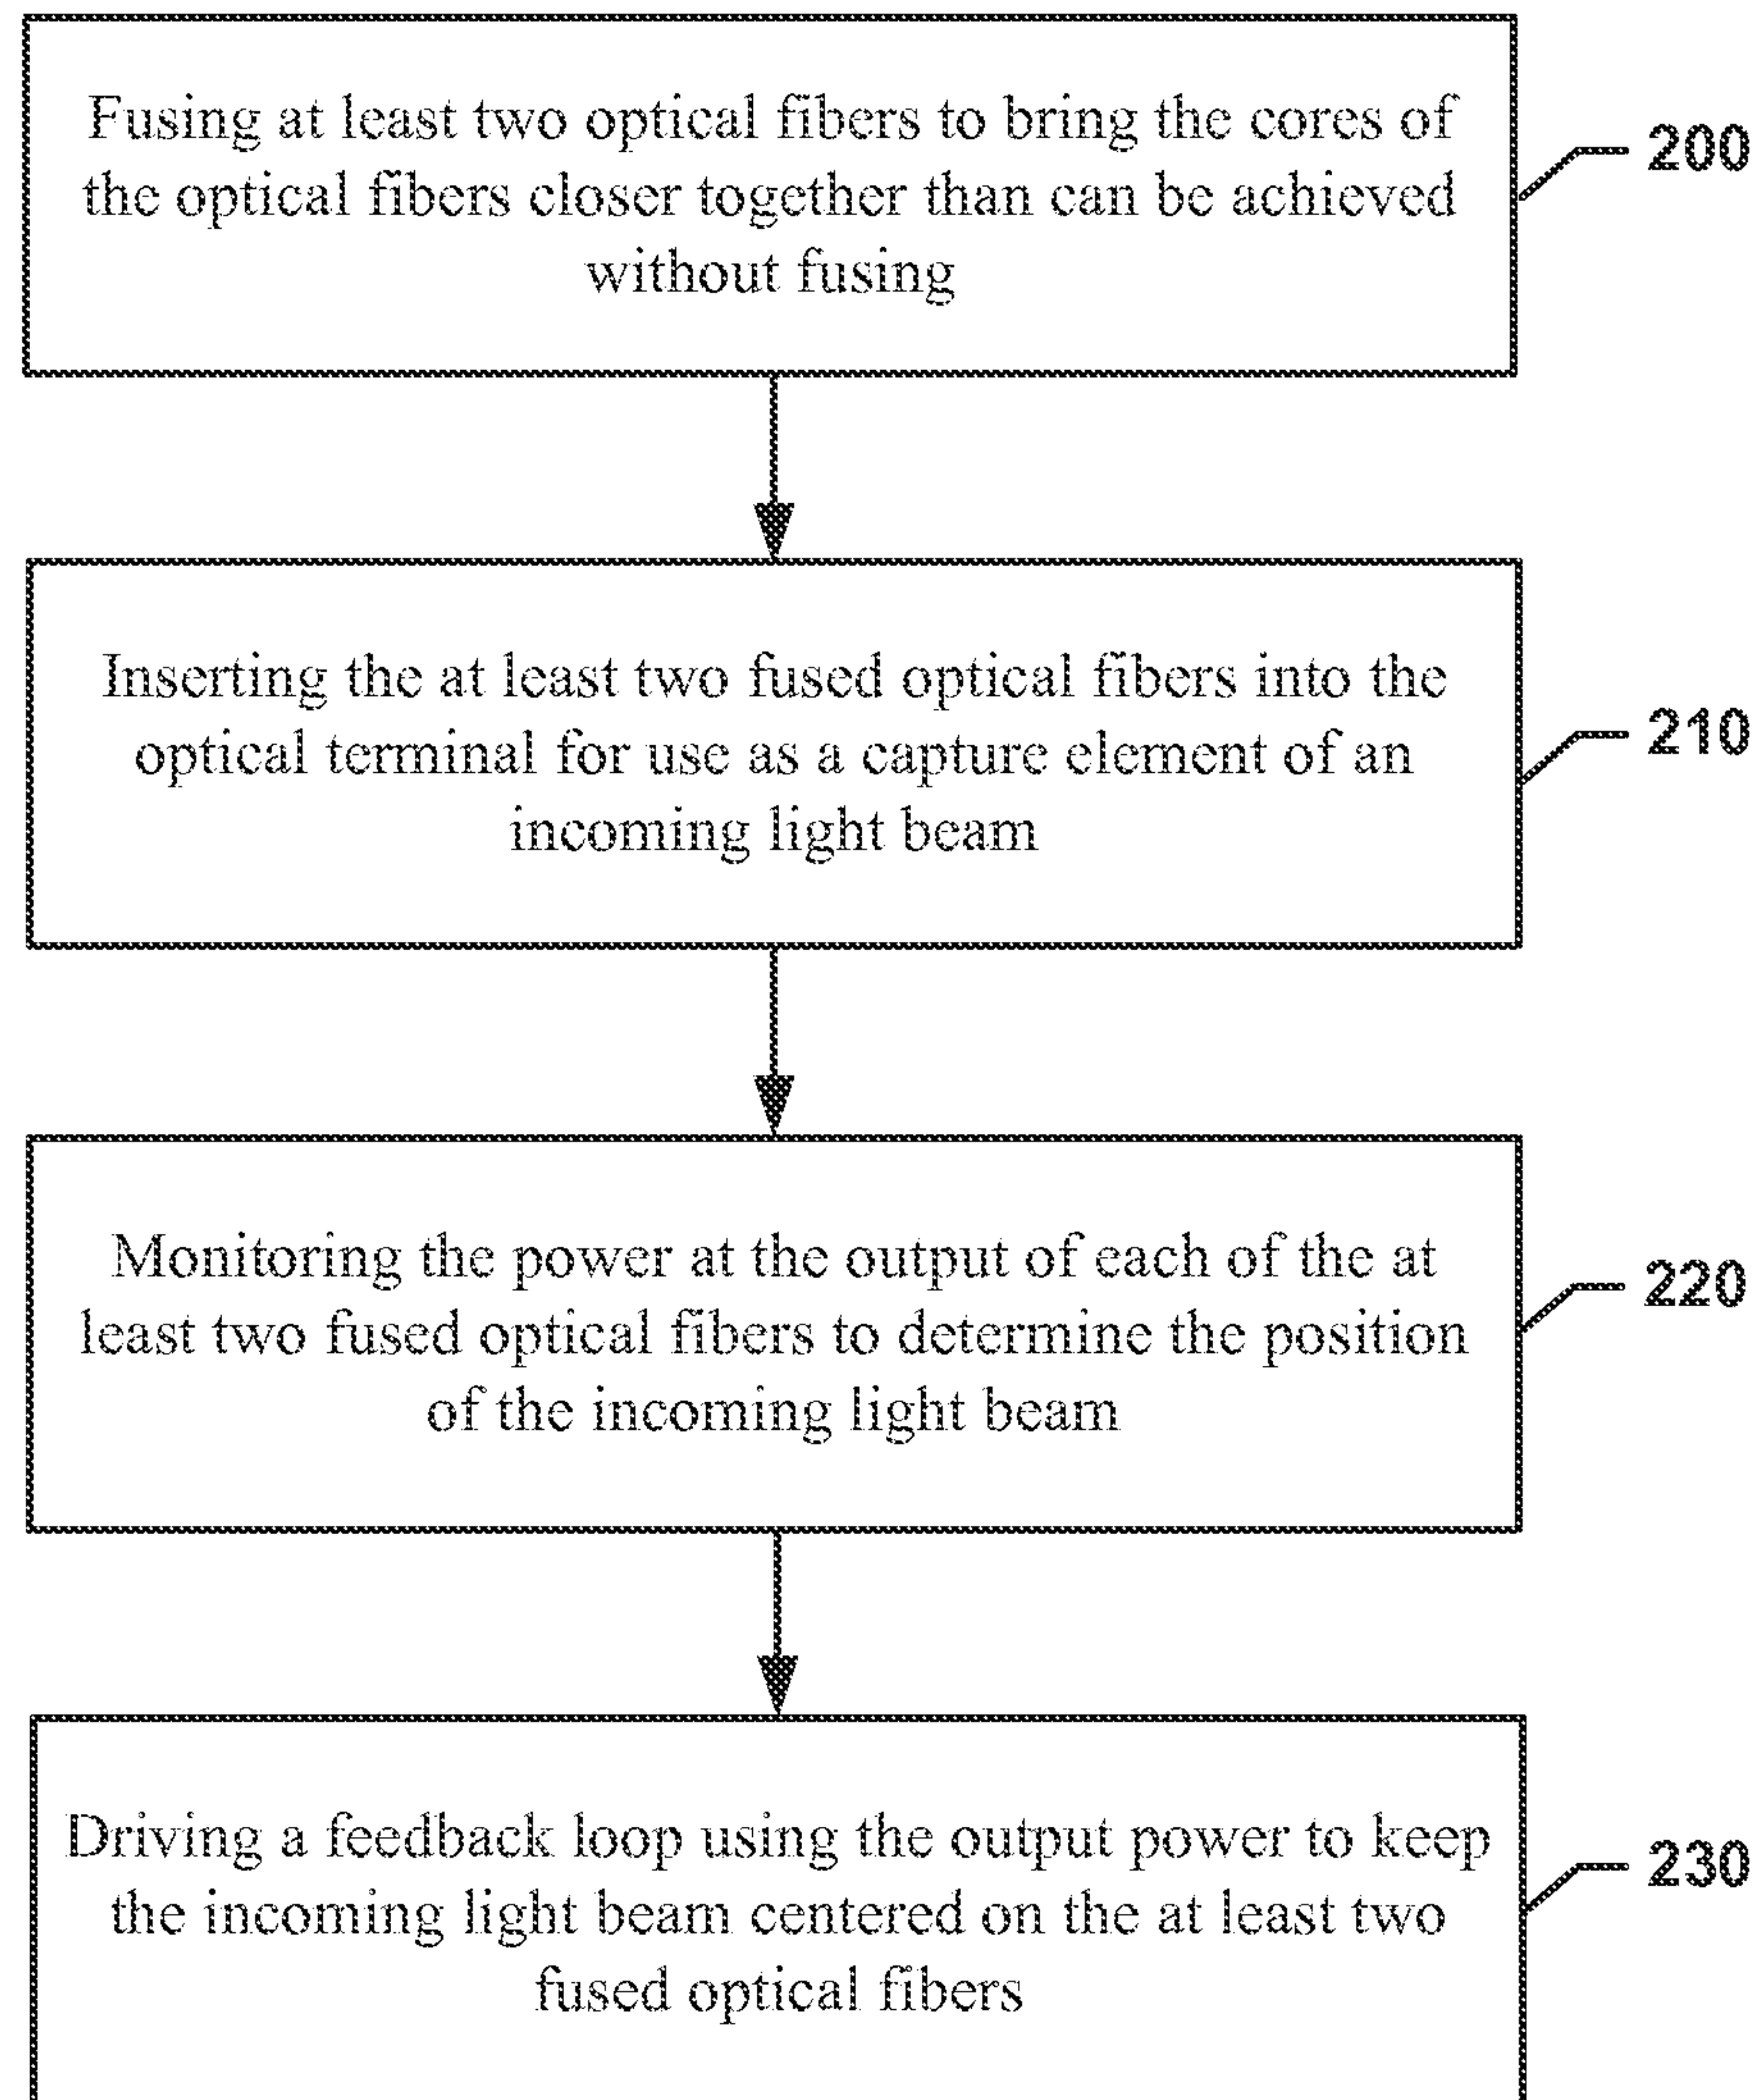 Fusing at least two optical fibers to bring the cores of
the optical fibers closer together than can be achieved
without fusing
200
Inserting the at least two fused optical fibers into the
optical terminal for use as a capture element of an
incoming light beam
210
Monitoring the power at the output of each of the at
least two fused optical fibers to determine the position
of the incoming light beam
220
Driving a feedback loop using the output power to keep
the incoming light beam centered on the at least two
fused optical fibers
230